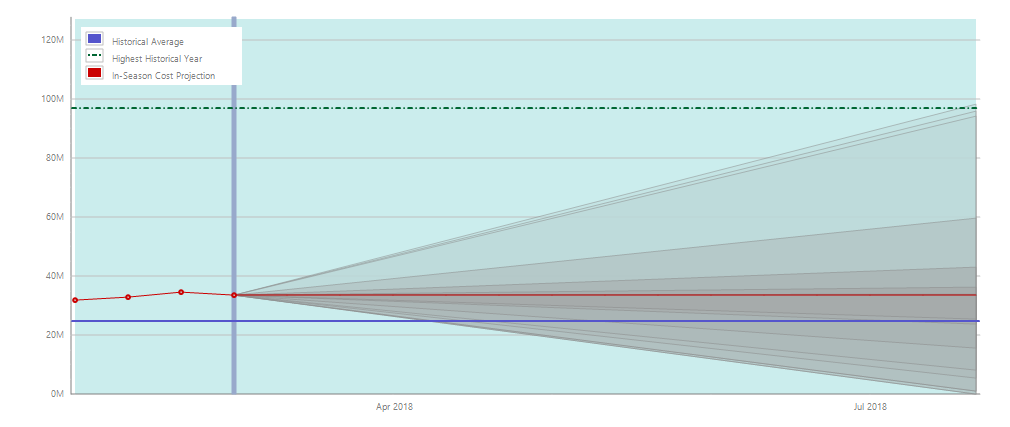 120M
100M
80M
60M
40M
20M
0M
Historical Average
Highest Historical Year
In-Season Cost Projection
Apr 2018
Jul 2018